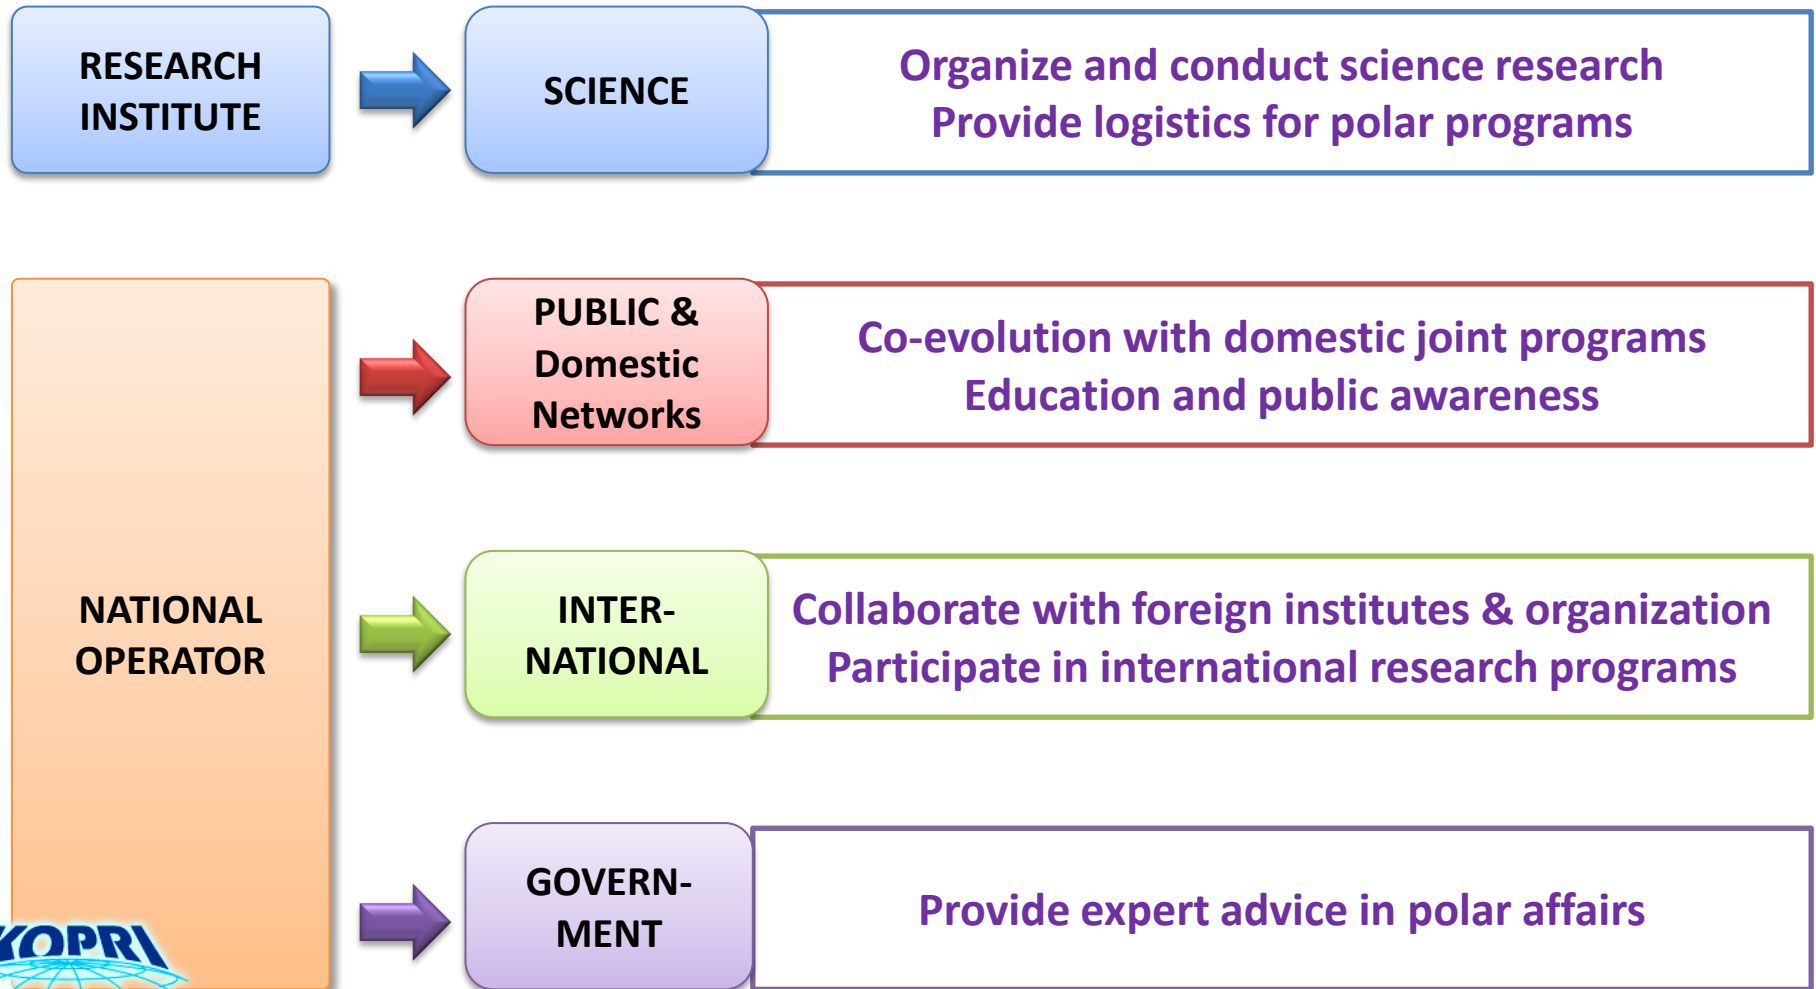 RESEARCH
INSTITUTE
SCIENCE
Organize and conduct science research
Provide logistics for polar programs
NATIONAL
OPERATOR
PUBLIC &
Domestic
Networks
Co-evolution with domestic joint programs
Education and public awareness
INTER-
NATIONAL
Collaborate with foreign institutes & organization
Participate in international research programs
GOVERN-
MENT
Provide expert advice in polar affairs
KOPRI